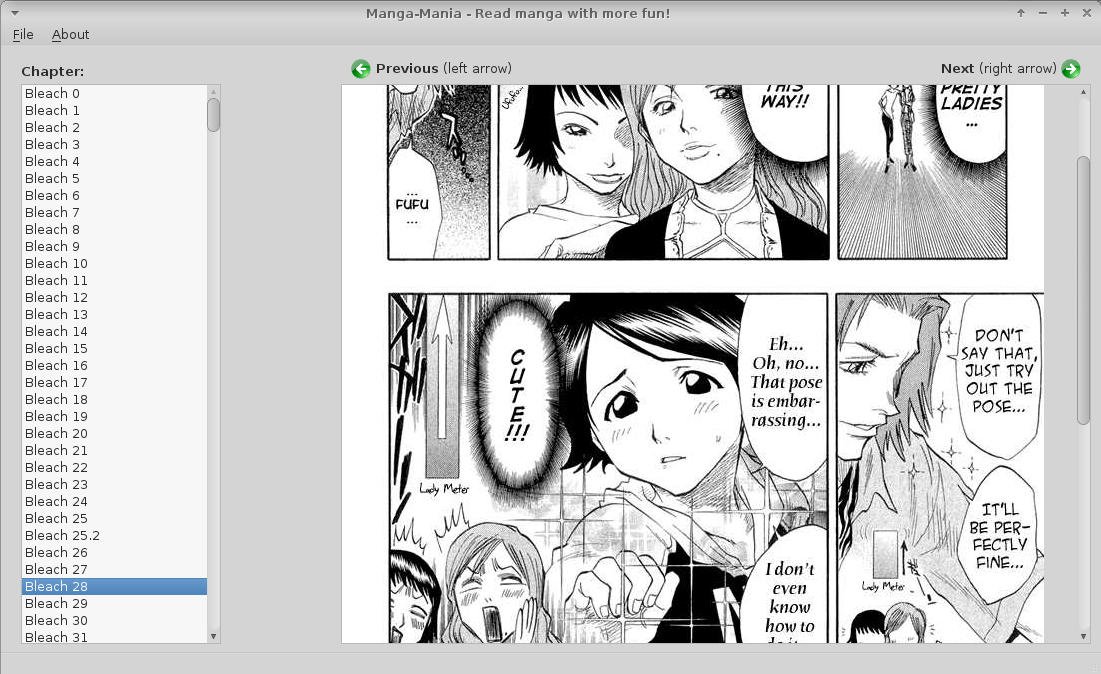 Manga-Mania - Read manga with more fun!
File About
Chapter:
Previous (left arrow)
Next (right arrow)
Bleach 0
Bleach 1
Bleach 2
Bleach 3
Bleach 4
Bleach 5
Bleach 6
Bleach 7
Bleach 8
Bleach 9
Bleach 10
Bleach 11
Bleach 12
Bleach 13
Bleach 14
Bleach 15
Bleach 16
Bleach 17
Bleach 18
Bleach 19
Bleach 20
Bleach 21
Bleach 22
Bleach 23
Bleach 24
Bleach 25
Bleach 25.2
Bleach 26
Bleach 27
Bleach 28
Bleach 29
Bleach 30
Bleach 31
PRETTY
LADIES
...
THIS
WAY!!
...
FUFU
...
DON'T
SAY THAT,
JUST TRY
OUT THE
POSE...
IT'LL
BE PER-
FECTLY
FINE...
Lady Meter
Eh...
Oh, no...
That pose
is embar-
rassing...
I don't
even
know
how to
CUTE!!!
Lady Meter